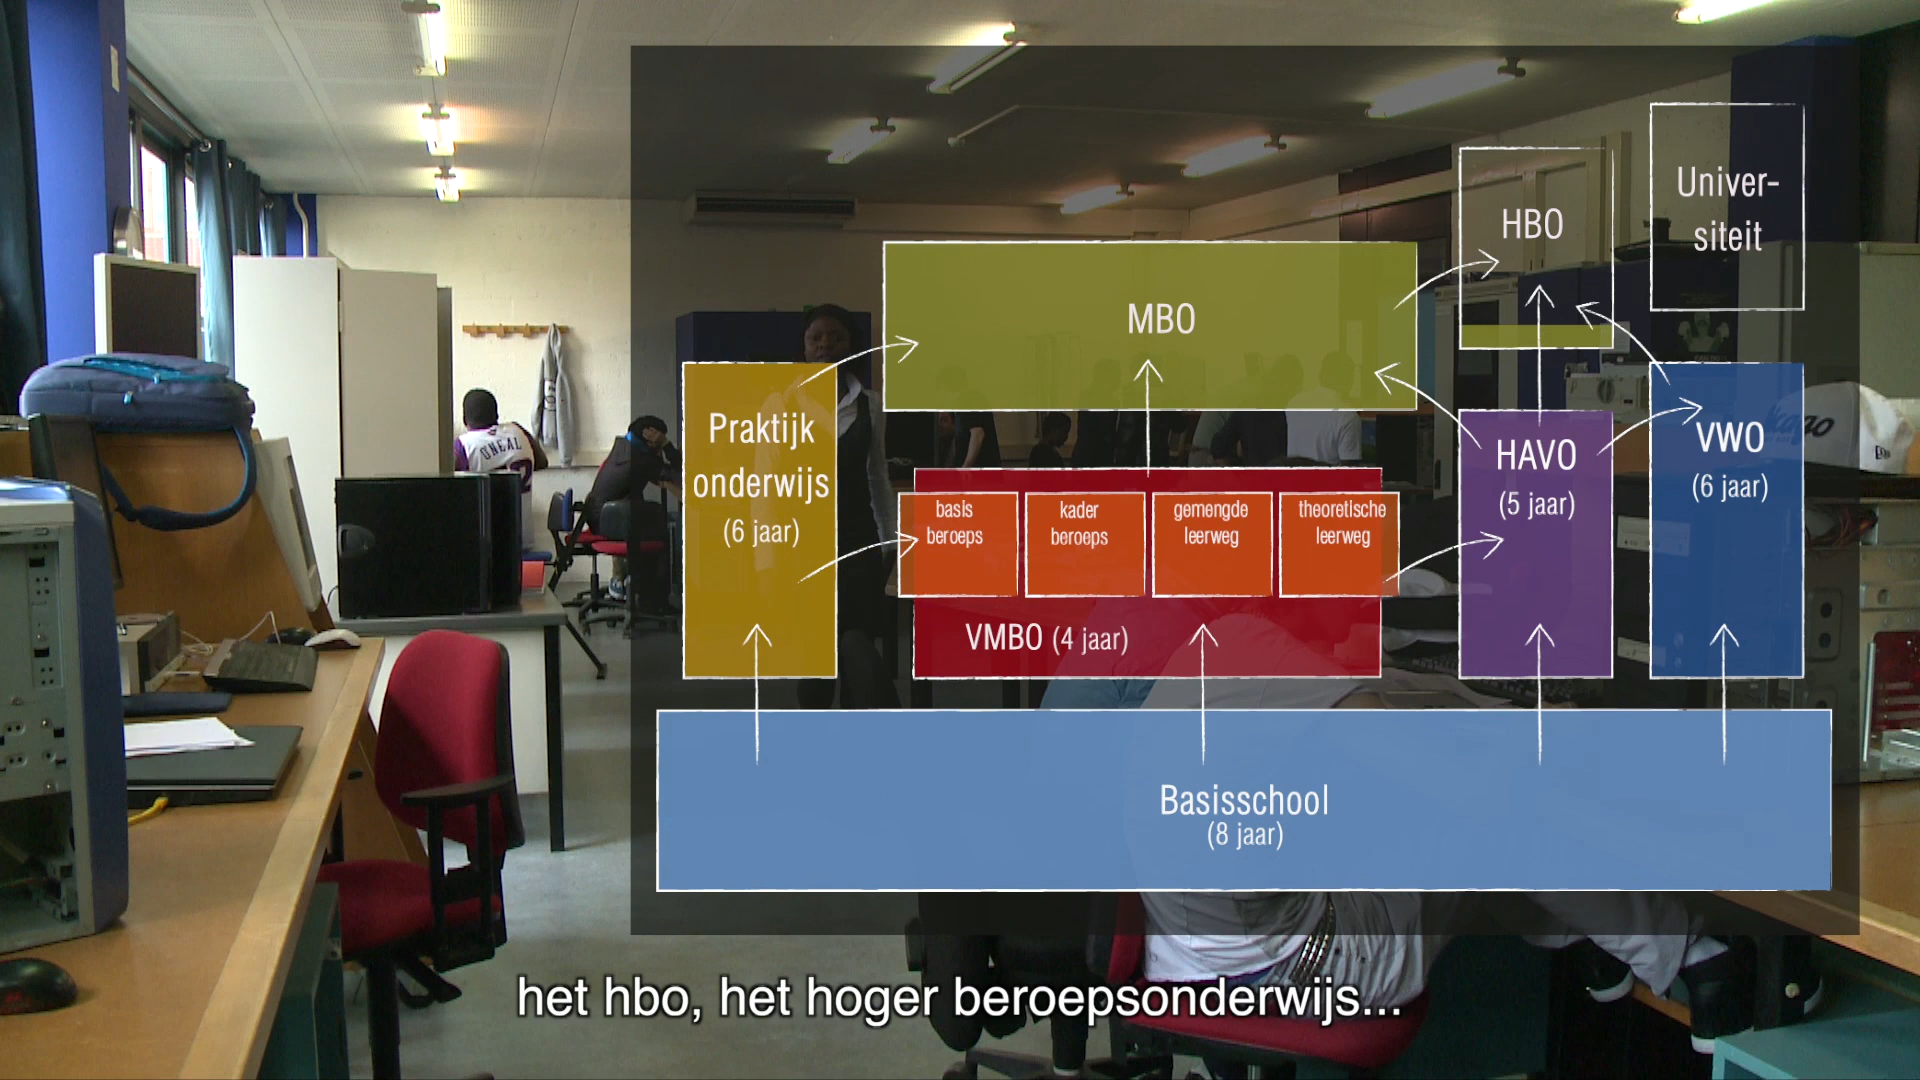 Univer-
siteit
HBO
MBO
Praktijk
onderwijs
(6 jaar)
HAVO
(5 jaar)
VWO
(6 jaar)
basis
beroeps
kader
beroeps
gemengde
leerweg
theoretische
leerweg
VMBO (4 jaar)
Basisschool
(8 jaar)
O'NEAL
het hbo, het hoger beroepsonderwijs...